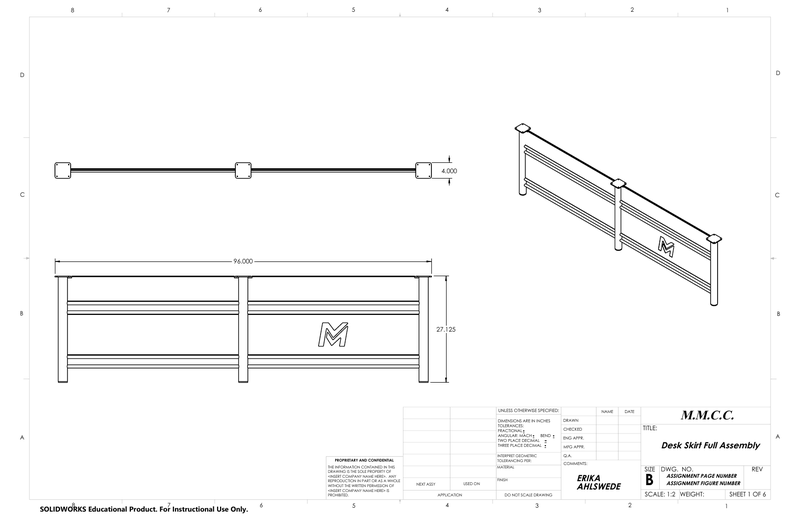 8 7 6 5 4 3 2 1
D D
4.000
C C
96.000
27.125
B B
M
M
A A
UNLESS OTHERWISE SPECIFIED:
NAME DATE
M.M.C.C.
DIMENSIONS ARE IN INCHES
TOLERANCES:
FRACTIONAL ±
ANGULAR: MACH ± BEND ±
TWO PLACE DECIMAL ±
THREE PLACE DECIMAL ±
DRAWN
CHECKED
ENG APPR.
MFG APPR.
TITLE:
Desk Skirt Full Assembly
INTERPRET GEOMETRIC
TOLERANCING PER:
Q.A.
COMMENTS:
MATERIAL
FINISH
ERIKA
AHLSWEDE
PROPRIETARY AND CONFIDENTIAL
THE INFORMATION CONTAINED IN THIS
DRAWING IS THE SOLE PROPERTY OF
<INSERT COMPANY NAME HERE>. ANY
REPRODUCTION IN PART OR AS A WHOLE
WITHOUT THE WRITTEN PERMISSION OF
<INSERT COMPANY NAME HERE> IS
PROHIBITED.
NEXT ASSY USED ON
APPLICATION
DO NOT SCALE DRAWING
SIZE DWG. NO. REV
B
ASSIGNMENT PAGE NUMBER
ASSIGNMENT FIGURE NUMBER
SCALE: 1:2 WEIGHT: SHEET 1 OF 6
8 7 6 5 4 3 2 1
SOLIDWORKS Educational Product. For Instructional Use Only.